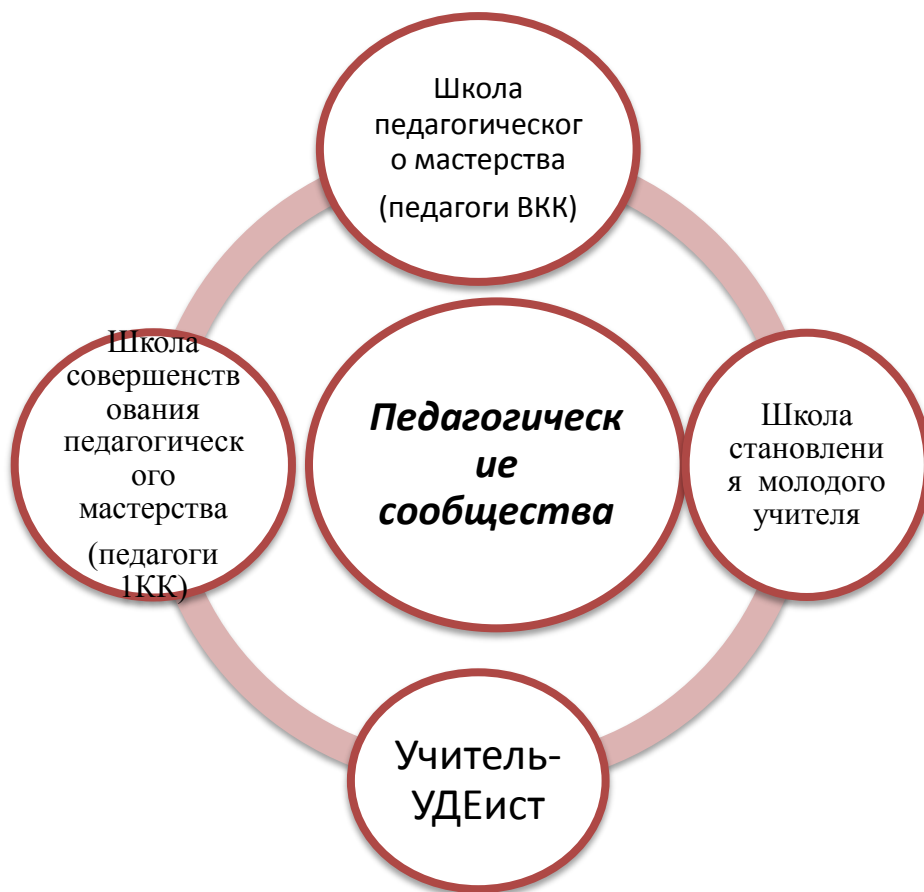 Школа
педагогическог
о мастерства
(педагоги ВКК)
Школа
совершенств
ования
педагогическ
ого
мастерства
(педагоги
1КК)
Педагогическ
ие
сообщества
Школа
становлени
я молодого
учителя
Учитель-
УДЕист